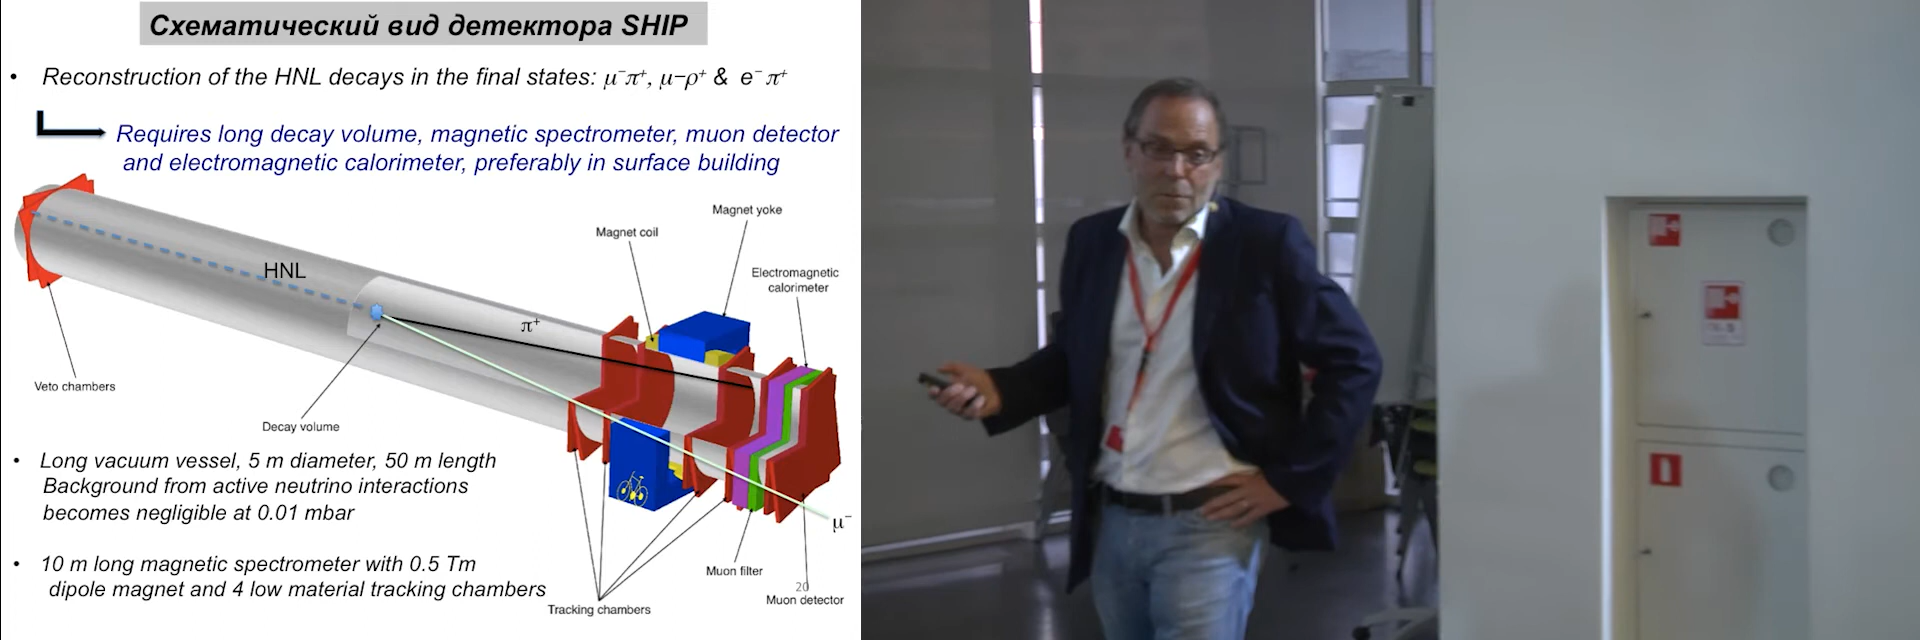 Схематический вид детектора SHIP
• Reconstruction of the HNL decays in the final states: μ⁻π⁺, μ−ρ⁺ & e⁻ π⁺
Requires long decay volume, magnetic spectrometer, muon detector
and electromagnetic calorimeter, preferably in surface building
Magnet yoke
Magnet coil
Electromagnetic
calorimeter
HNL
π⁺
Veto chambers
Decay volume
• Long vacuum vessel, 5 m diameter, 50 m length
Background from active neutrino interactions
becomes negligible at 0.01 mbar
μ⁻
• 10 m long magnetic spectrometer with 0.5 Tm
dipole magnet and 4 low material tracking chambers
Muon filter
20
Muon detector
Tracking chambers